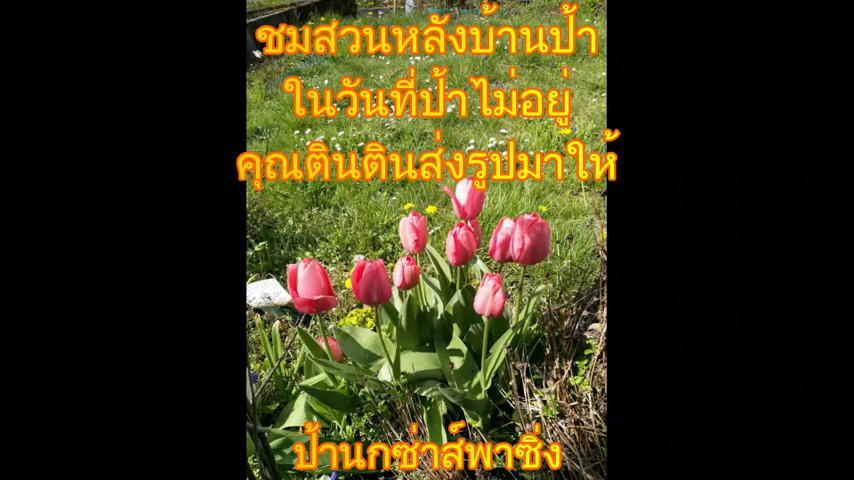 ชมสวนหลังบ้านป้า
ในวันที่ป้าไม่อยู่
คุณตินตินส่งรูปมาให้
ป้านกซ่าส์พาซิ่ง